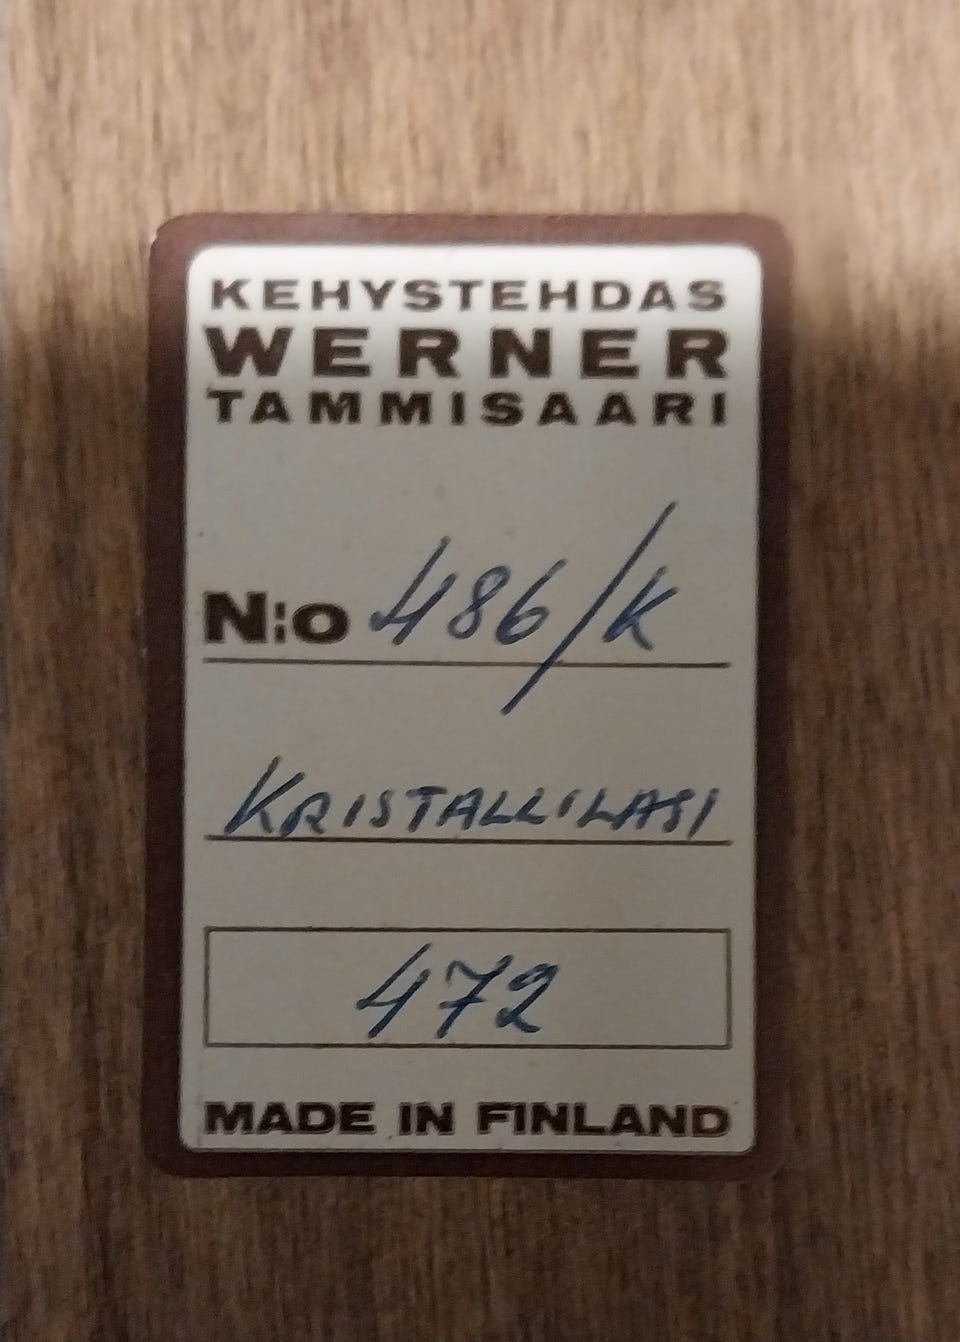 KEHYSTEHDAS
WERNER
TAMMISAARI
N:o 486/K
KRISTALLILASI
472
MADE IN FINLAND